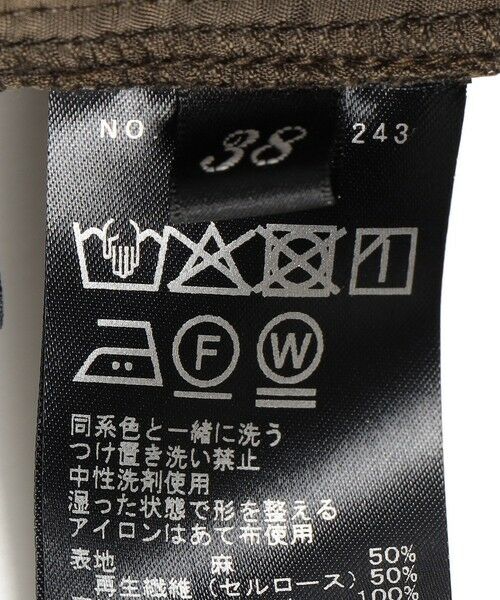 NO 38 243
F W
同系色と一緒に洗う
つけ置き洗い禁止
中性洗剤使用
湿った状態で形を整える
アイロンはあて布使用
表地 麻 50%
再生繊維(セルロース) 50%
100%